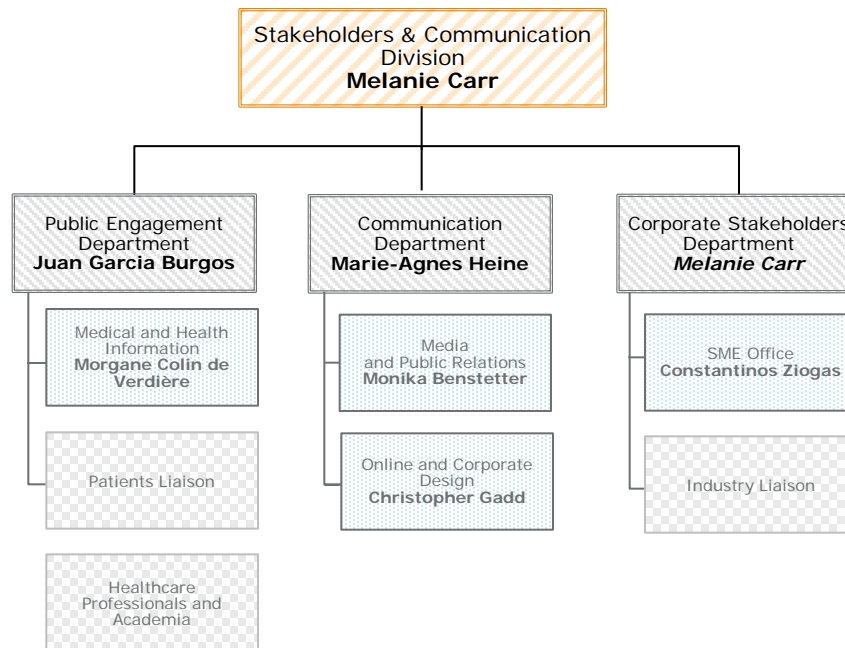 Stakeholders & Communication
Division
Melanie Carr
Public Engagement
Department
Juan Garcia Burgos
Communication
Department
Marie-Agnes Heine
Corporate Stakeholders
Department
Melanie Carr
Medical and Health
Information
Morgane Colin de
Verdière
Media
and Public Relations
Monika Benstetter
SME Office
Constantinos Ziogas
Patients Liaison
Online and Corporate
Design
Christopher Gadd
Industry Liaison
Healthcare
Professionals and
Academia